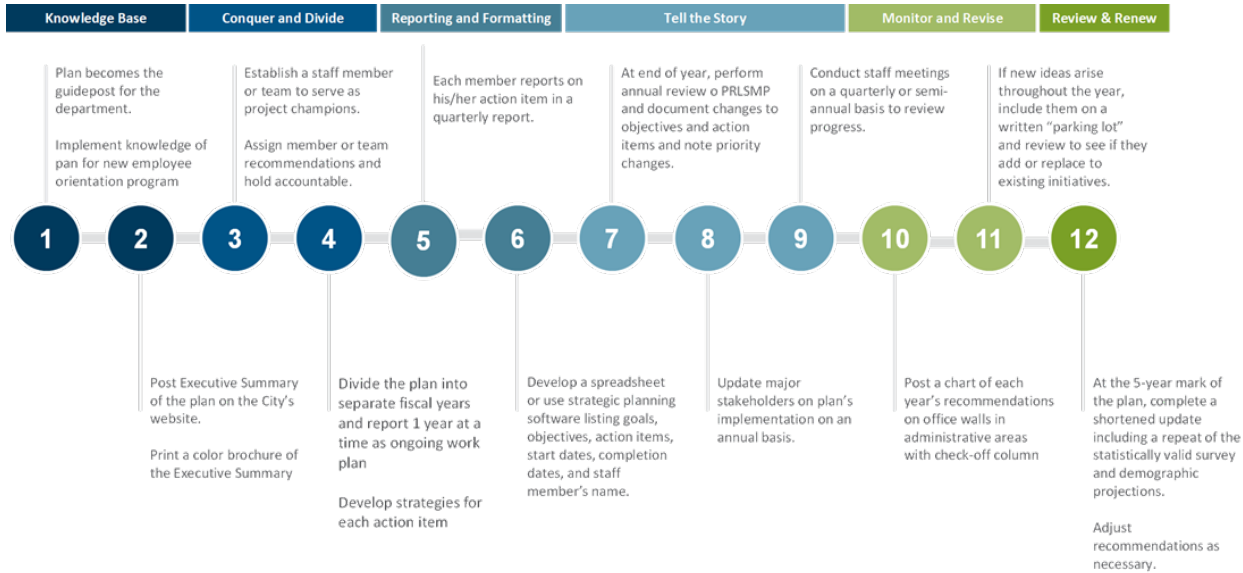 Knowledge Base
Conquer and Divide
Reporting and Formatting
Tell the Story
Monitor and Revise
Review & Renew
Plan becomes the
guidepost for the
department.
Implement knowledge of
pan for new employee
orientation program
Establish a staff member
or team to serve as
project champions.
Assign member or team
recommendations and
hold accountable.
Each member reports on
his/her action item in a
quarterly report.
At end of year, perform
annual review o PRLSMP
and document changes to
objectives and action
items and note priority
changes.
Conduct staff meetings
on a quarterly or semi-
annual basis to review
progress.
If new ideas arise
throughout the year,
include them on a
written “parking lot”
and review to see if they
add or replace to
existing initiatives.
1
2
3
4
5
6
7
8
9
10
11
12
Post Executive Summary
of the plan on the City’s
website.
Print a color brochure of
the Executive Summary
Divide the plan into
separate fiscal years
and report 1 year at a
time as ongoing work
plan
Develop strategies for
each action item
Develop a spreadsheet
or use strategic planning
software listing goals,
objectives, action items,
start dates, completion
dates, and staff
member’s name.
Update major
stakeholders on plan’s
implementation on an
annual basis.
Post a chart of each
year’s recommendations
on office walls in
administrative areas
with check-off column
At the 5-year mark of
the plan, complete a
shortened update
including a repeat of the
statistically valid survey
and demographic
projections.
Adjust
recommendations as
necessary.